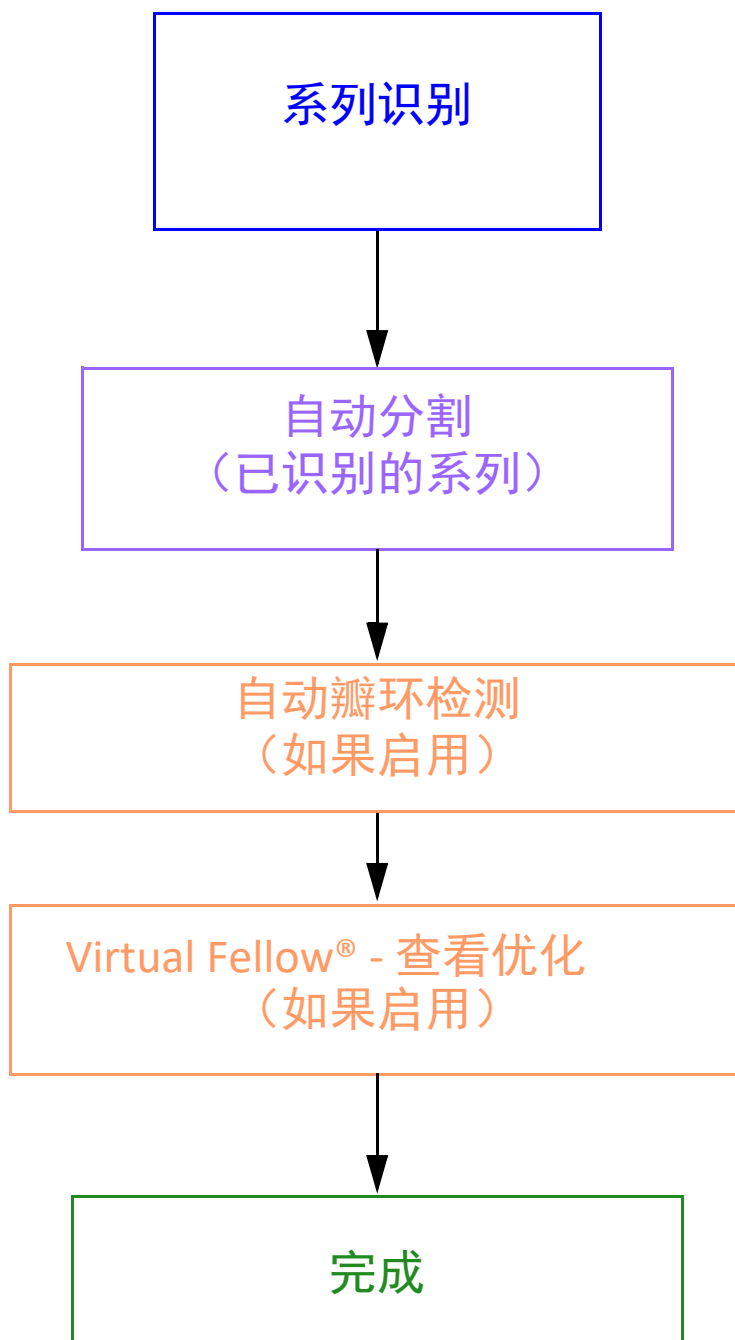 系列识别
自动分割
（已识别的系列）
自动瓣环检测
（如果启用）
Virtual Fellow® - 查看优化
（如果启用）
完成